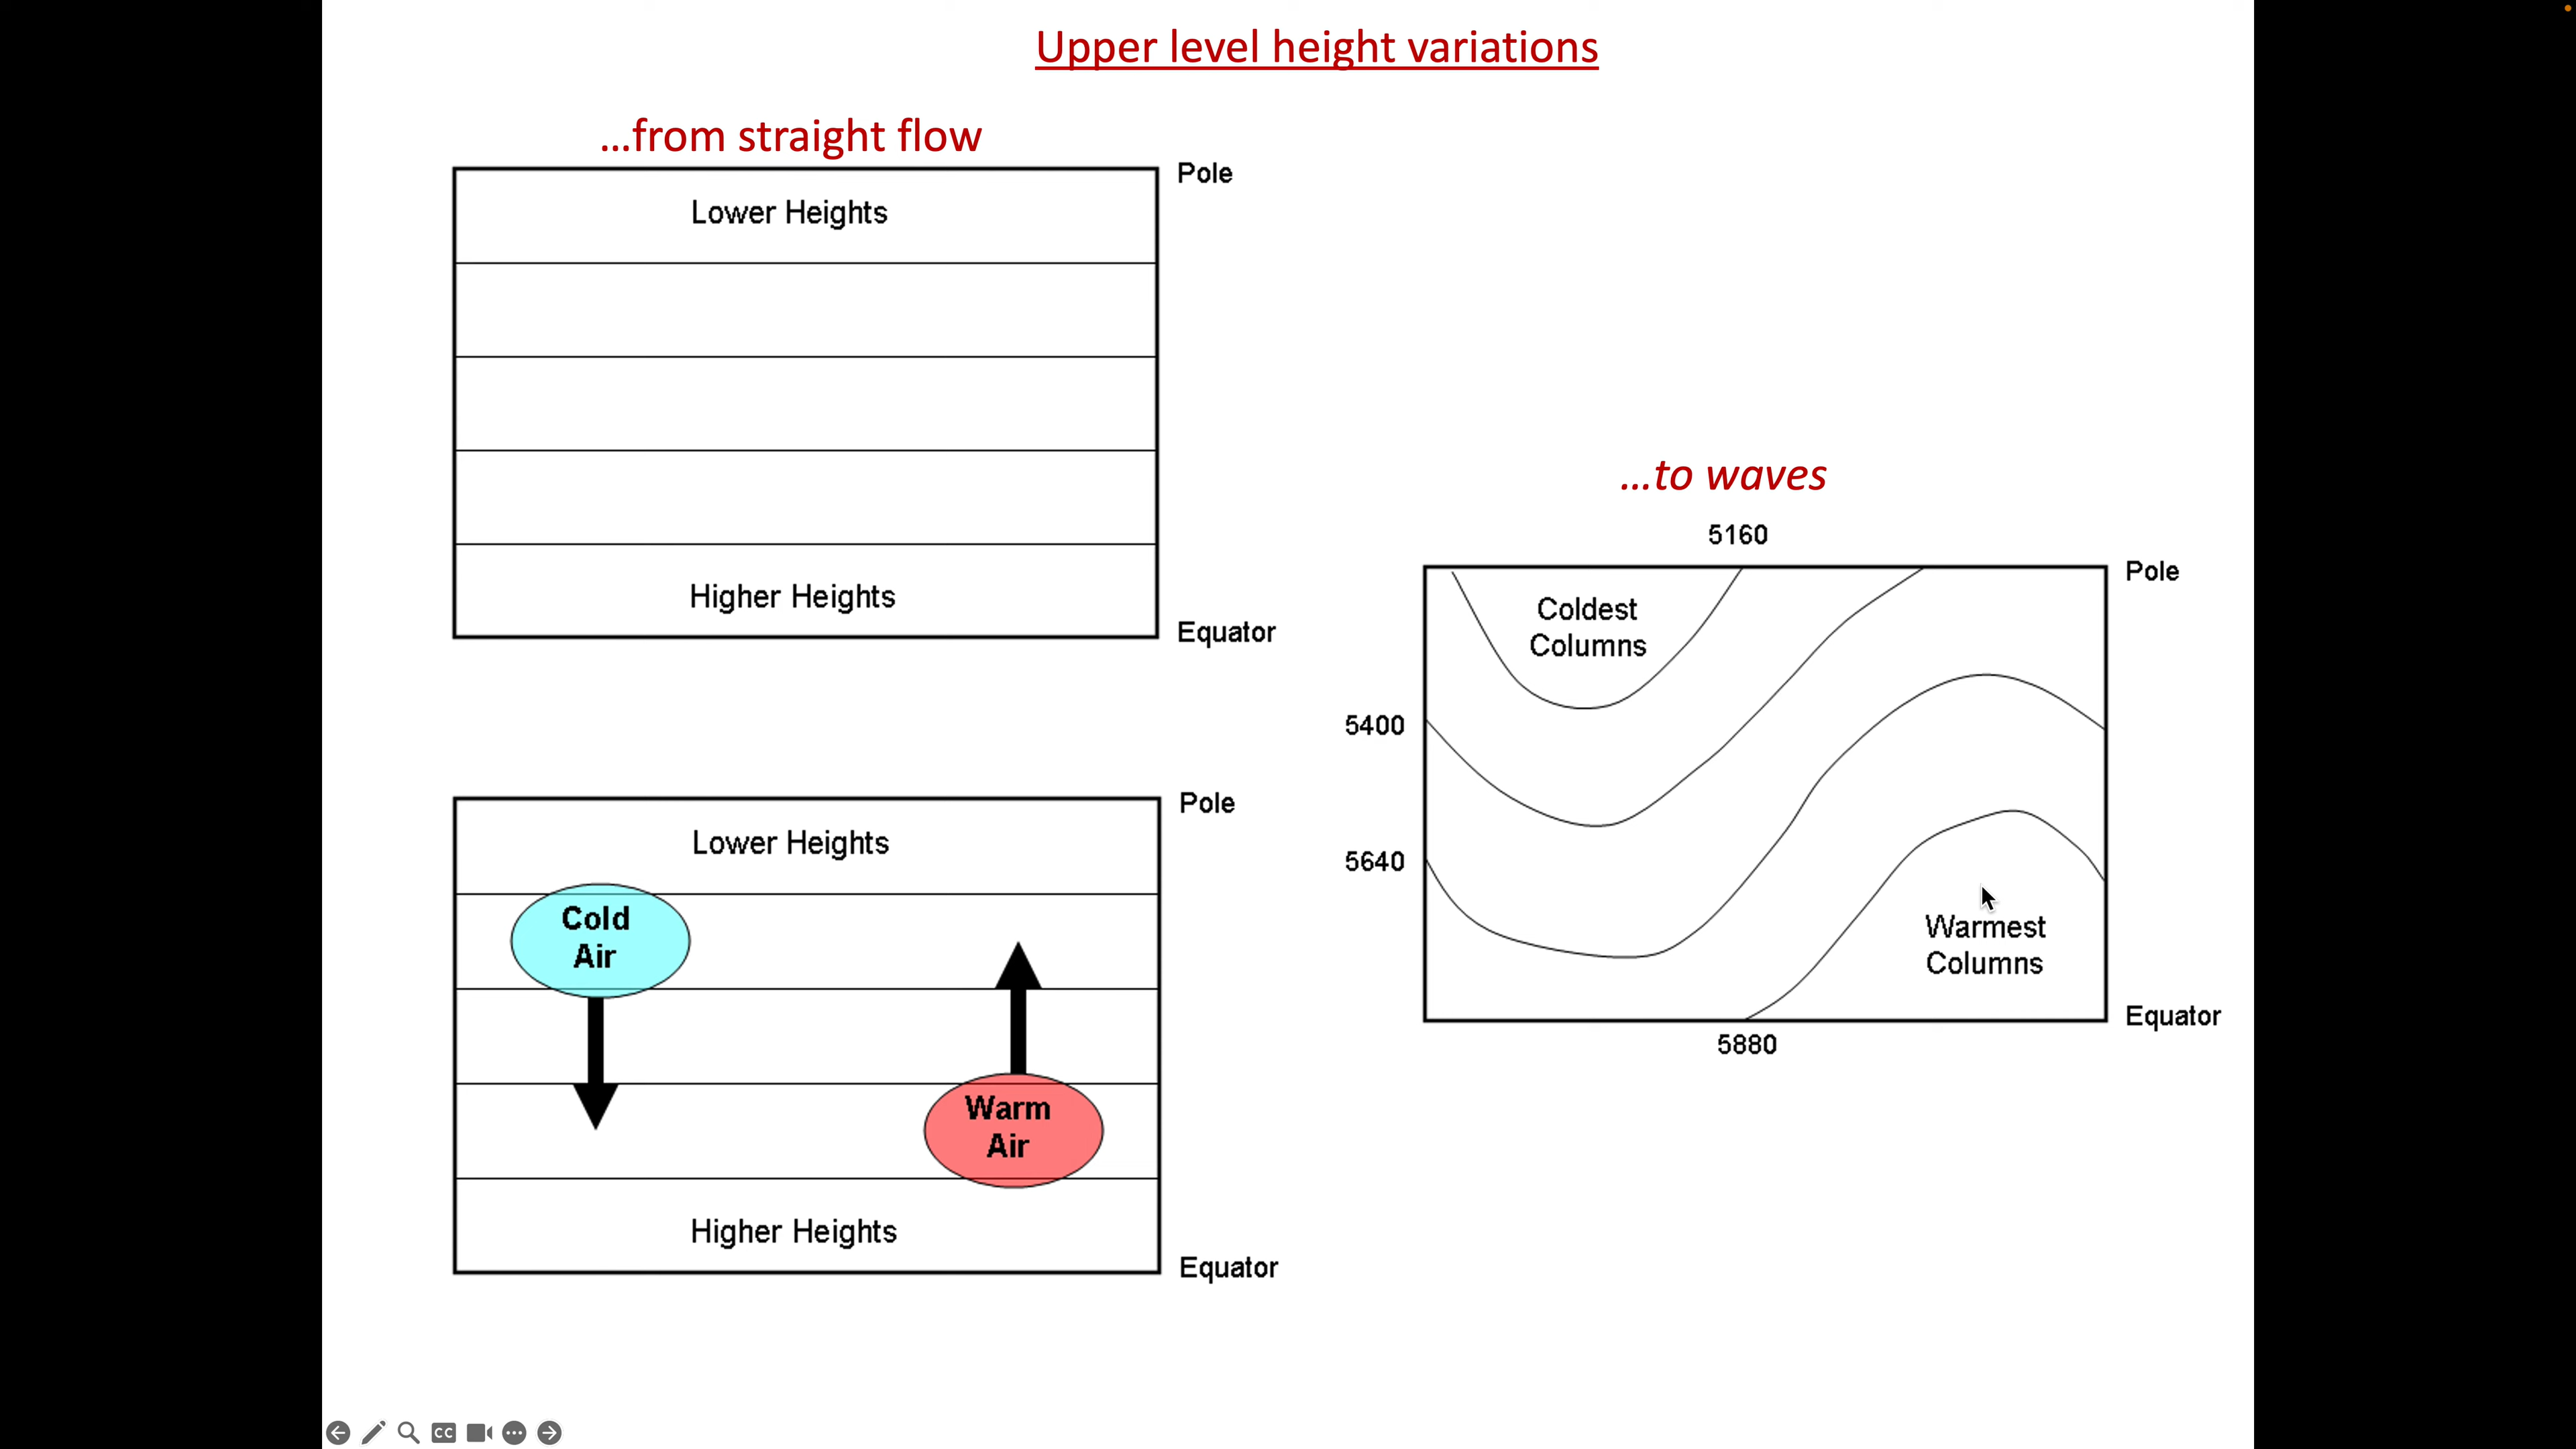 Upper level height variations
...from straight flow
Pole
Lower Heights
Higher Heights
Equator
Pole
Lower Heights
Cold
Air
Warm
Air
Higher Heights
Equator
...to waves
5160
Pole
Coldest
Columns
5400
5640
Warmest
Columns
Equator
5880
CC